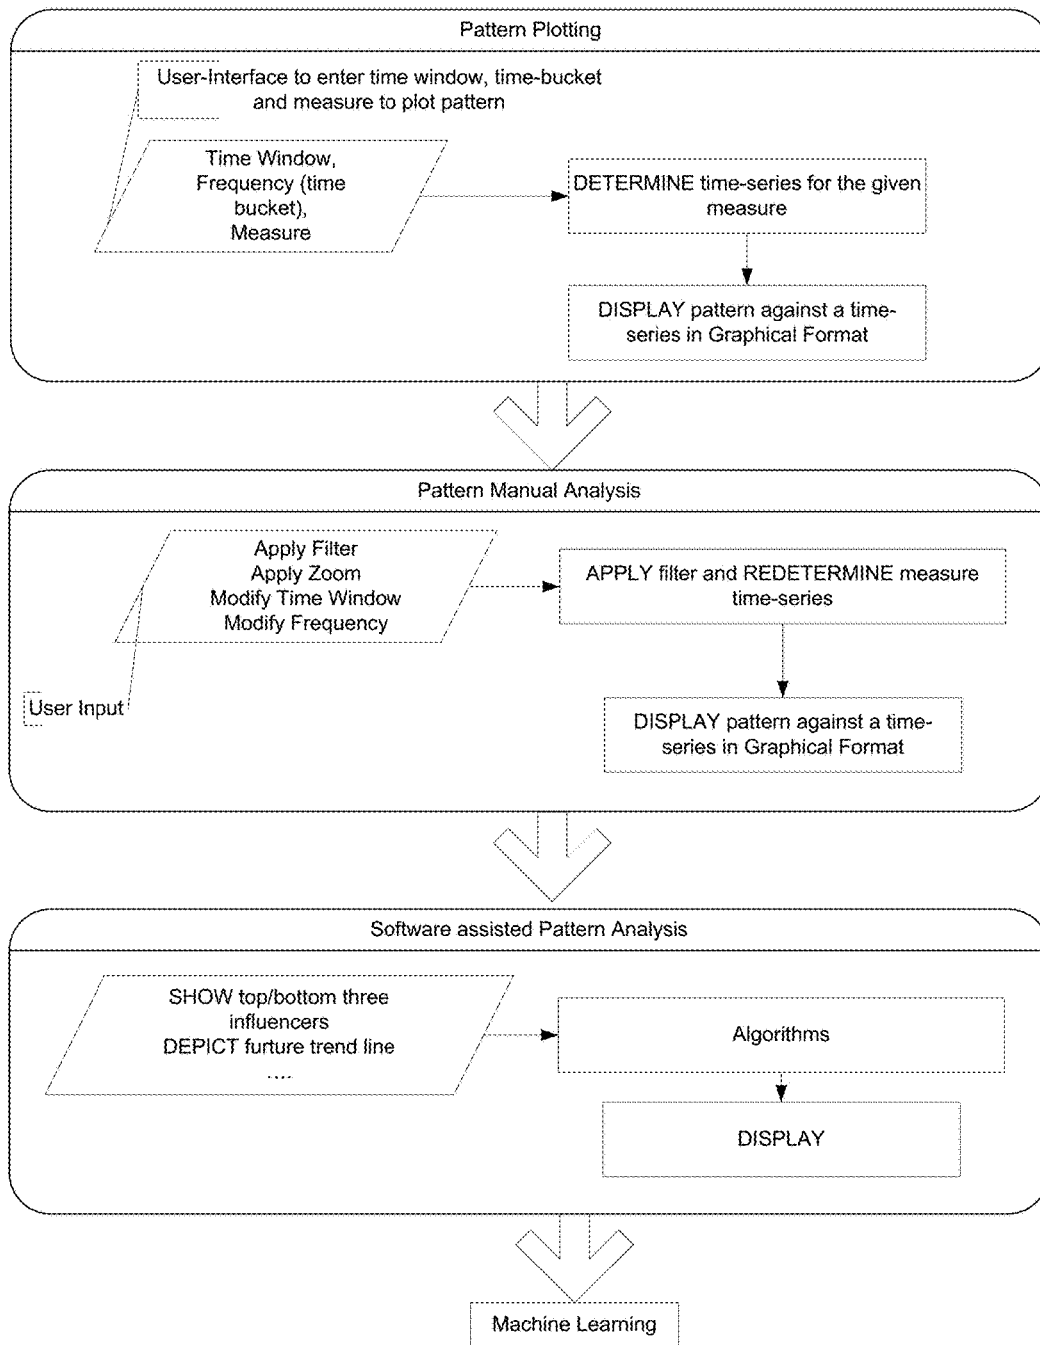 Pattern Plotting
User-Interface to enter time window, time-bucket
and measure to plot pattern
Time Window,
Frequency (time
bucket),
Measure
DETERMINE time-series for the given
measure
DISPLAY pattern against a time-
series in Graphical Format
Pattern Manual Analysis
Apply Filter
Apply Zoom
Modify Time Window
Modify Frequency
APPLY filter and REDETERMINE measure
time-series
User Input
DISPLAY pattern against a time-
series in Graphical Format
Software assisted Pattern Analysis
SHOW top/bottom three
influencers
DEPICT furture trend line
....
Algorithms
DISPLAY
Machine Learning